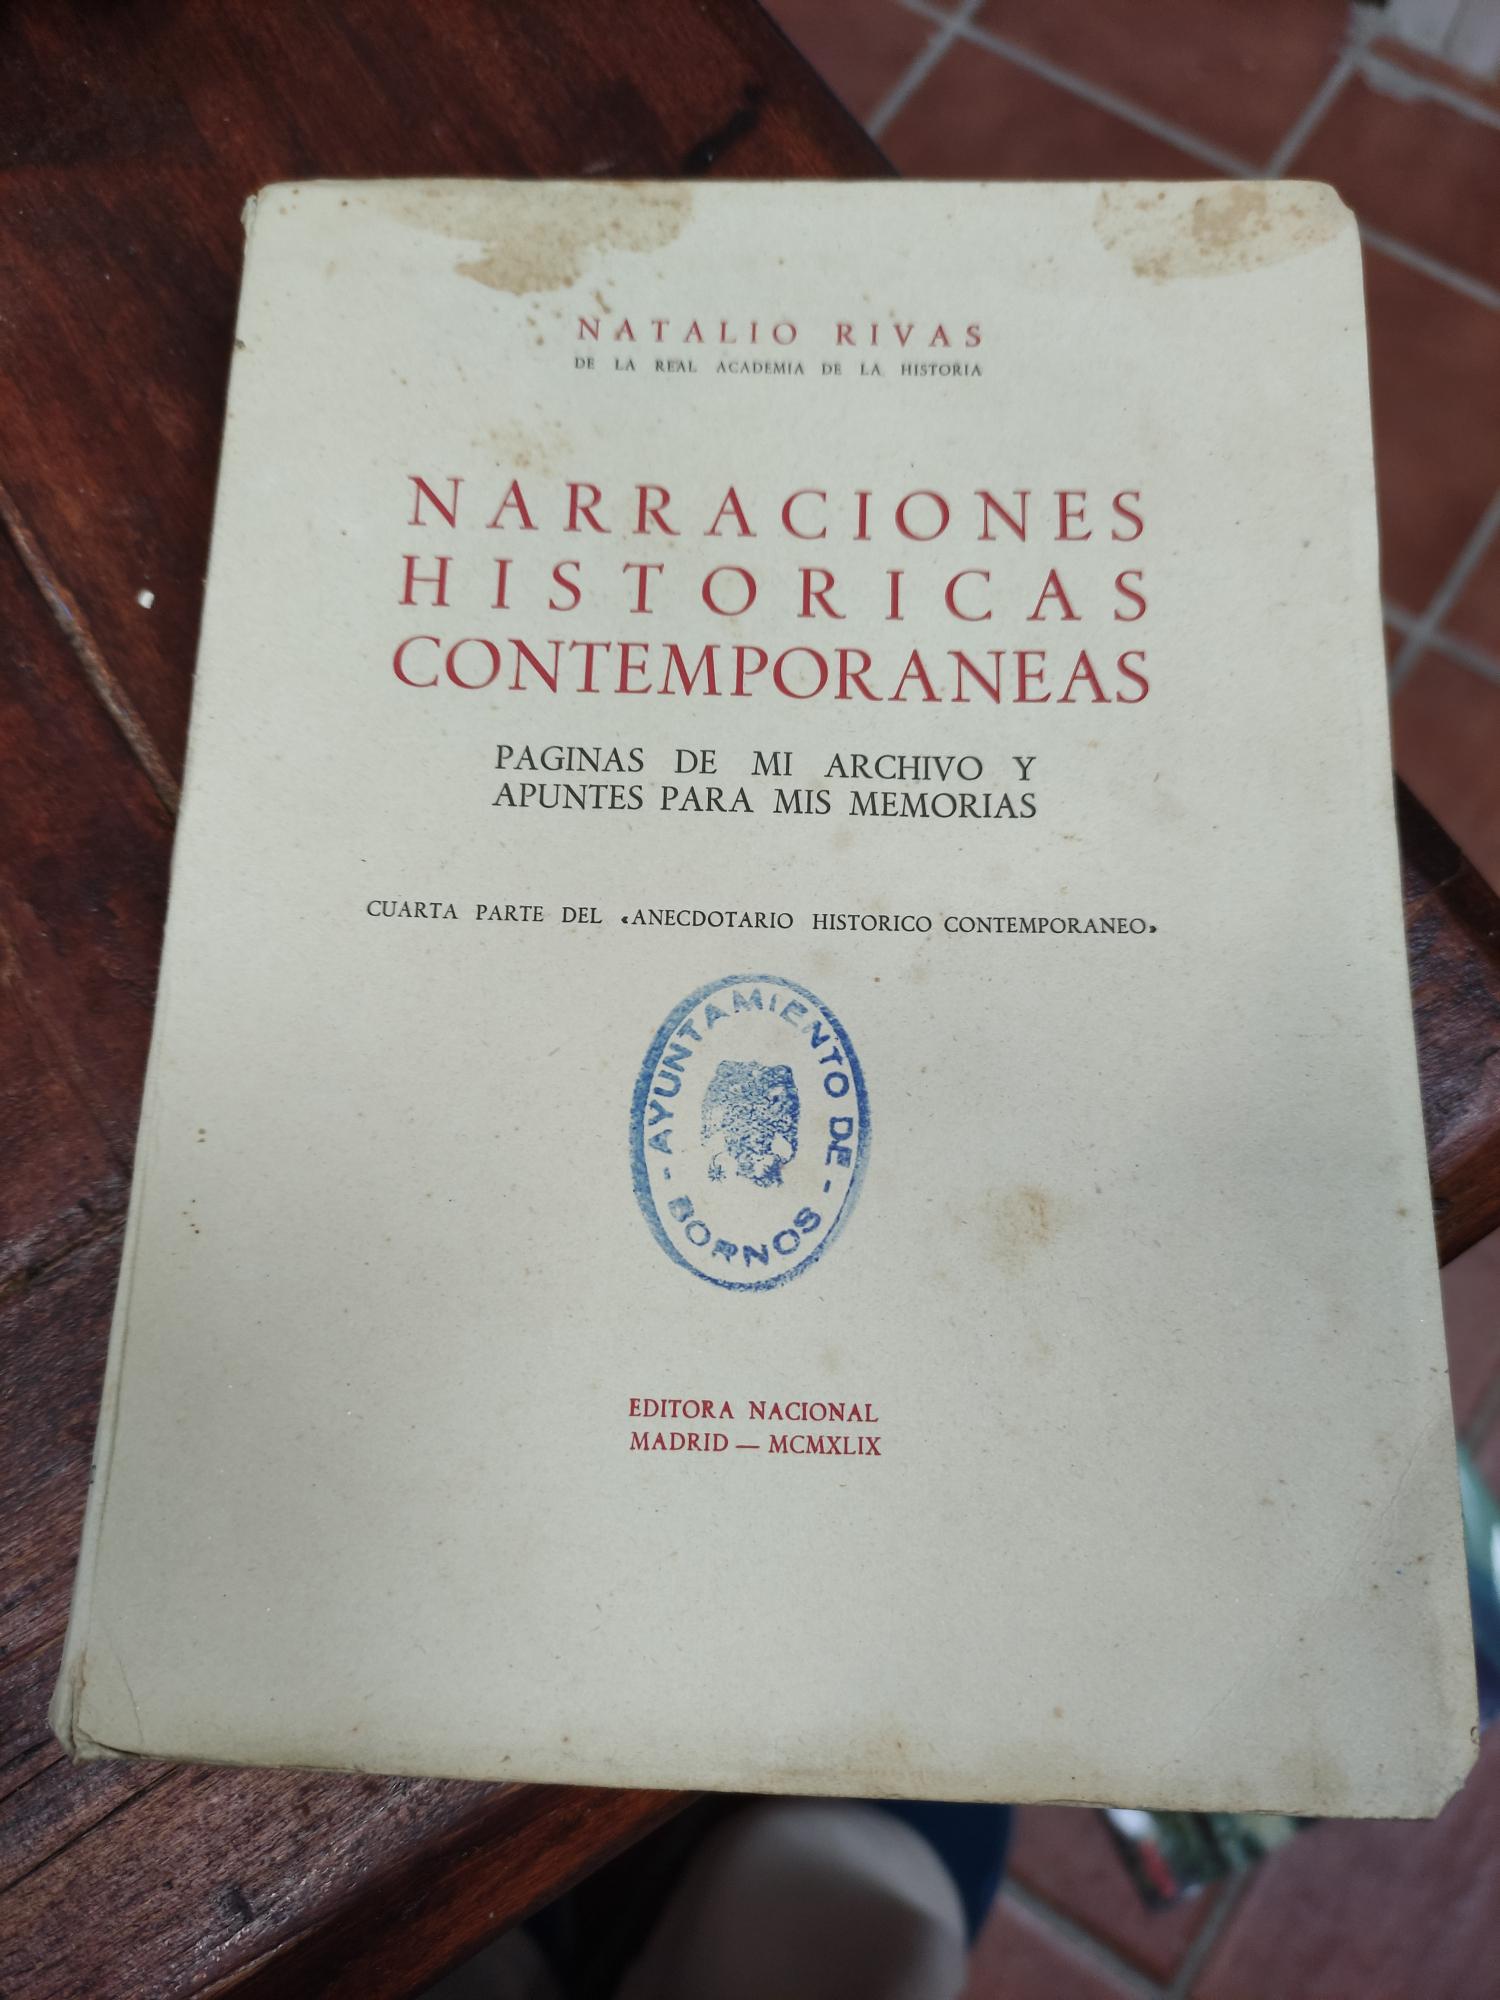 NATALIO RIVAS
DE LA REAL ACADEMIA DE LA HISTORIA
NARRACIONES
HISTORICAS
CONTEMPORANEAS
PAGINAS DE MI ARCHIVO Y
APUNTES PARA MIS MEMORIAS
CUARTA PARTE DEL «ANECDOTARIO HISTORICO CONTEMPORANEO»
- AYUNTAMIENTO DE -
BORNOS
EDITORA NACIONAL
MADRID — MCMXLIX